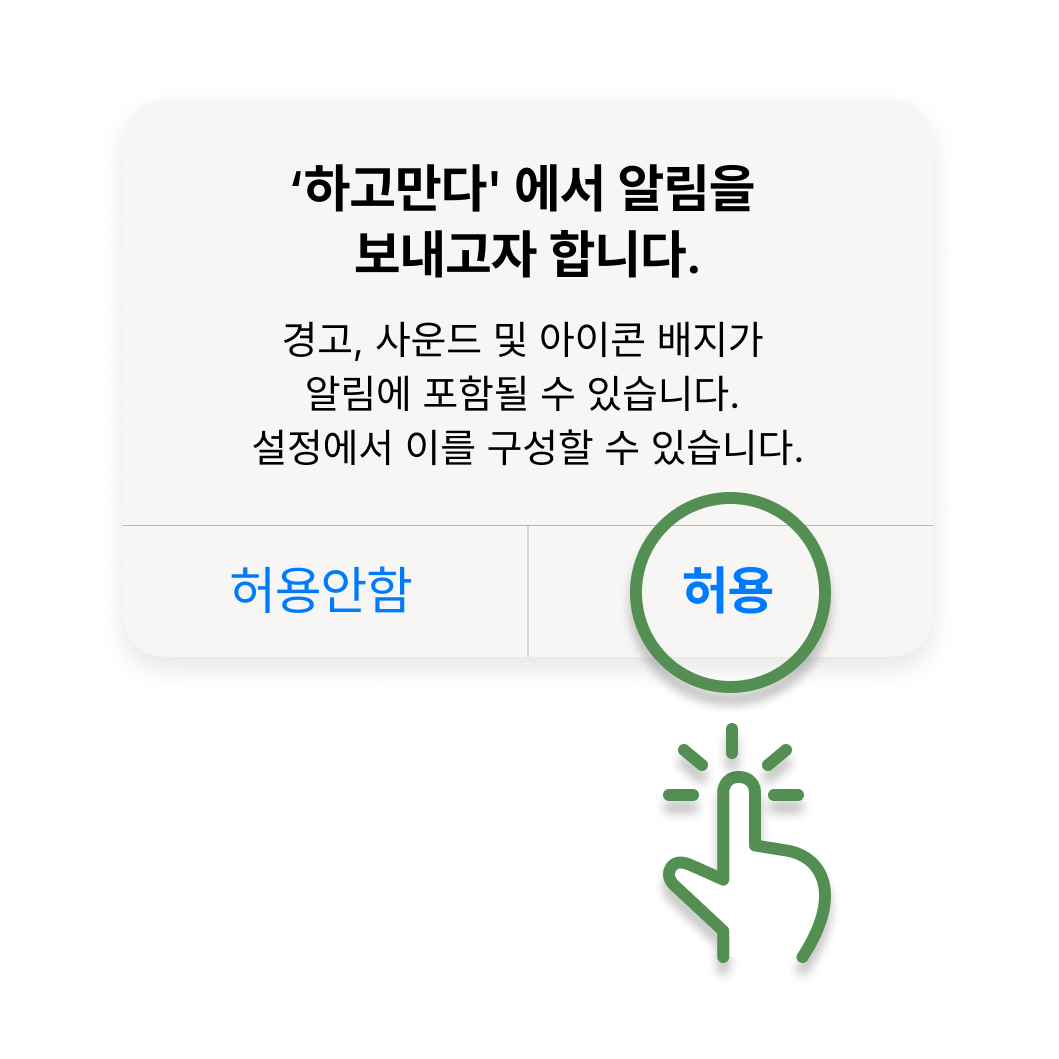 ‘하고만다' 에서 알림을
보내고자 합니다.
경고, 사운드 및 아이콘 배지가
알림에 포함될 수 있습니다.
설정에서 이를 구성할 수 있습니다.
허용안함
허용